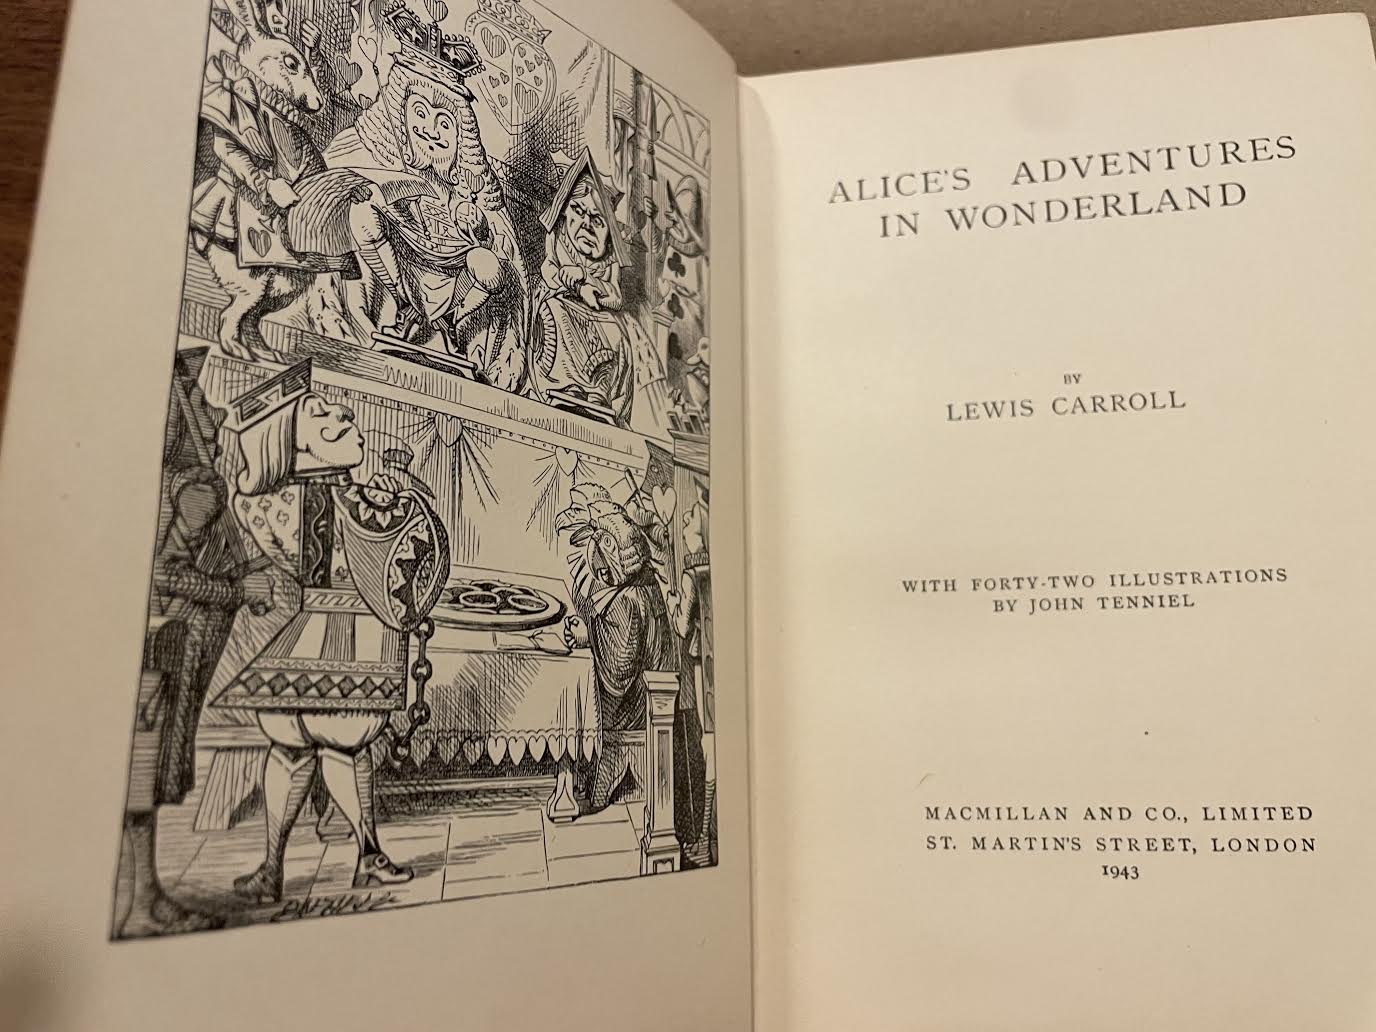 ALICE'S ADVENTURES
IN WONDERLAND
BY
LEWIS CARROLL
WITH FORTY-TWO ILLUSTRATIONS
BY JOHN TENNIEL
MACMILLAN AND CO., LIMITED
ST. MARTIN'S STREET, LONDON
1943